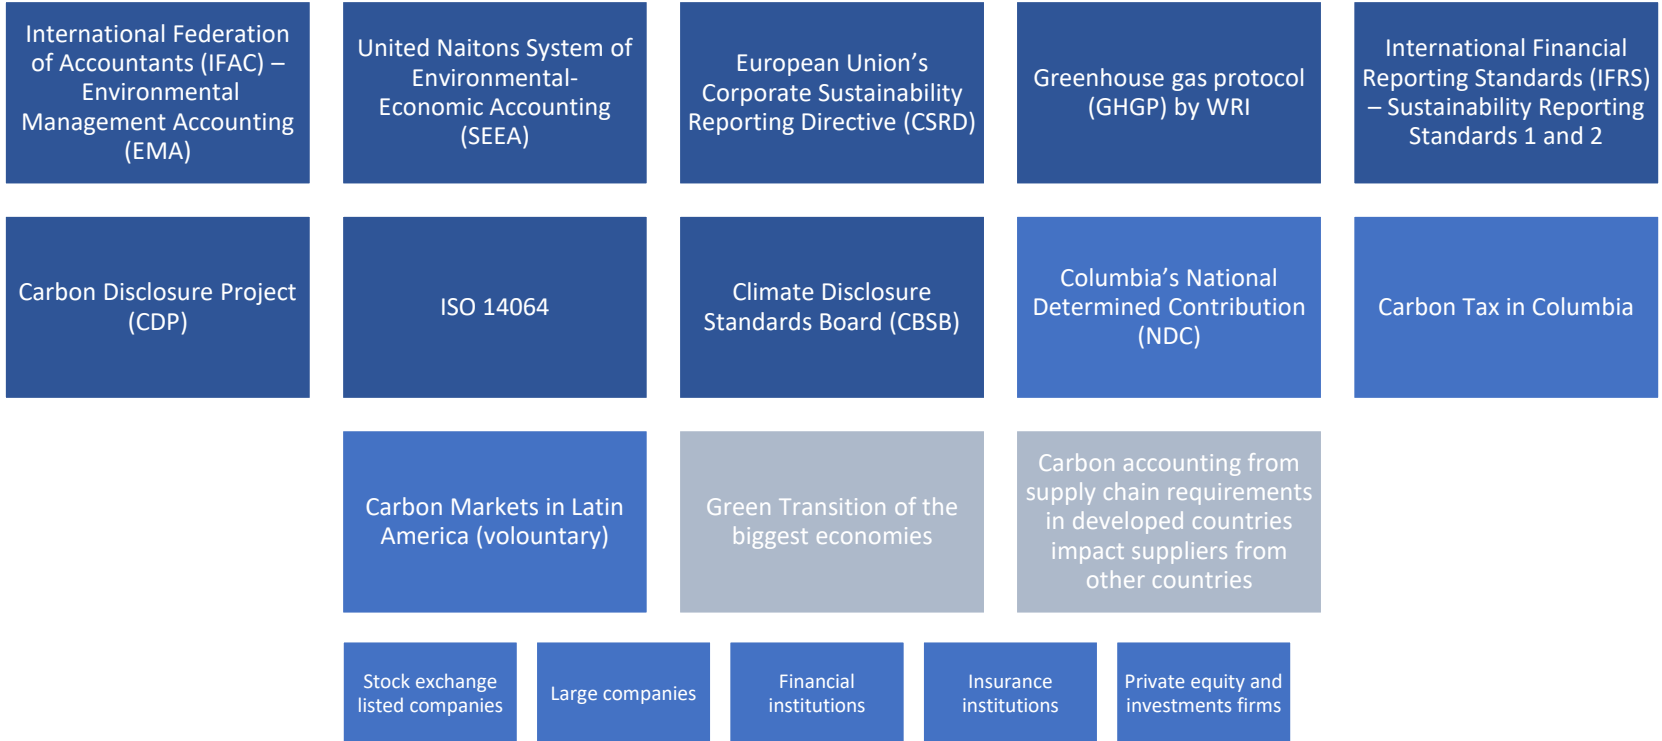 International Federation
of Accountants (IFAC) –
Environmental
Management Accounting
(EMA)
United Naitons System of
Environmental-
Economic Accounting
(SEEA)
European Union’s
Corporate Sustainability
Reporting Directive (CSRD)
Greenhouse gas protocol
(GHGP) by WRI
International Financial
Reporting Standards (IFRS)
– Sustainability Reporting
Standards 1 and 2
Carbon Disclosure Project
(CDP)
ISO 14064
Climate Disclosure
Standards Board (CBSB)
Columbia’s National
Determined Contribution
(NDC)
Carbon Tax in Columbia
Carbon Markets in Latin
America (volountary)
Green Transition of the
biggest economies
Carbon accounting from
supply chain requirements
in developed countries
impact suppliers from
other countries
Stock exchange
listed companies
Large companies
Financial
institutions
Insurance
institutions
Private equity and
investments firms